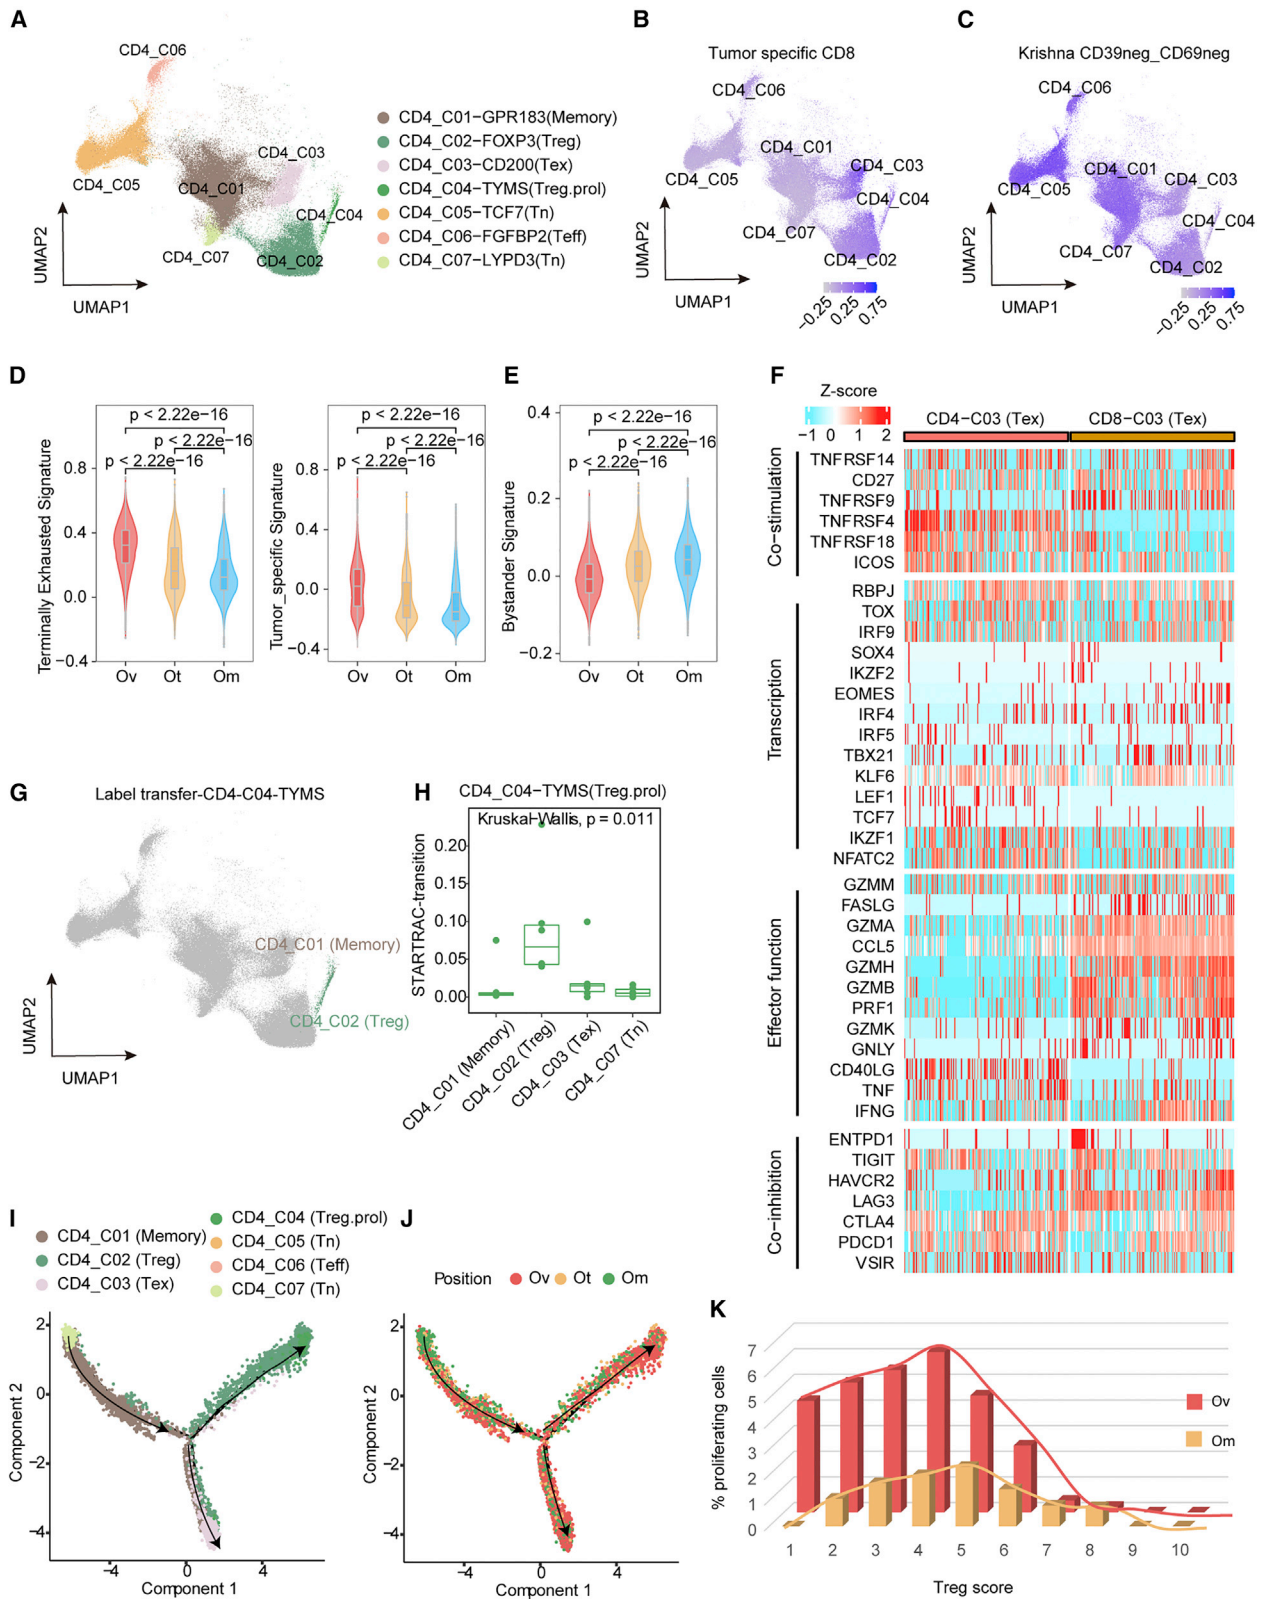 A
CD4_C06
CD4_C05
CD4_C01
CD4_C03
CD4_C04
CD4_C07
CD4_C02
UMAP2
UMAP1
CD4_C01−GPR183(Memory)
CD4_C02−FOXP3(Treg)
CD4_C03−CD200(Tex)
CD4_C04−TYMS(Treg.prol)
CD4_C05−TCF7(Tn)
CD4_C06−FGFBP2(Teff)
CD4_C07−LYPD3(Tn)
B
Tumor specific CD8
CD4_C06
CD4_C01
CD4_C03
CD4_C05
CD4_C04
CD4_C07
CD4_C02
UMAP2
UMAP1
−0.25 0.25 0.75
C
Krishna CD39neg_CD69neg
CD4_C06
CD4_C01
CD4_C05
CD4_C03
CD4_C04
CD4_C07
CD4_C02
UMAP2
UMAP1
−0.25 0.25 0.75
D
Terminally Exhausted Signature
p < 2.22e−16
p < 2.22e−16
p < 2.22e−16
0.8
0.4
0.0
−0.4
Ov Ot Om
Tumor_specific Signature
p < 2.22e−16
p < 2.22e−16
p < 2.22e−16
0.8
0.4
0.0
−0.4
Ov Ot Om
E
Bystander Signature
p < 2.22e−16
p < 2.22e−16
p < 2.22e−16
0.4
0.2
0.0
−0.2
Ov Ot Om
F
Z−score
−1 0 1 2
CD4−C03 (Tex)
CD8−C03 (Tex)
Co−stimulation
TNFRSF14
CD27
TNFRSF9
TNFRSF4
TNFRSF18
ICOS
Transcription
RBPJ
TOX
IRF9
SOX4
IKZF2
EOMES
IRF4
IRF5
TBX21
KLF6
LEF1
TCF7
IKZF1
NFATC2
Effector function
GZMM
FASLG
GZMA
CCL5
GZMH
GZMB
PRF1
GZMK
GNLY
CD40LG
TNF
IFNG
Co−inhibition
ENTPD1
TIGIT
HAVCR2
LAG3
CTLA4
PDCD1
VSIR
G
Label transfer-CD4-C04-TYMS
CD4_C01 (Memory)
CD4_C02 (Treg)
UMAP2
UMAP1
H
CD4_C04−TYMS(Treg.prol)
Kruskal−Wallis, p = 0.011
STARTRAC-transition
0.20
0.15
0.10
0.05
0.00
CD4_C01 (Memory)
CD4_C02 (Treg)
CD4_C03 (Tex)
CD4_C07 (Tn)
I
CD4_C01 (Memory)
CD4_C02 (Treg)
CD4_C03 (Tex)
CD4_C04 (Treg.prol)
CD4_C05 (Tn)
CD4_C06 (Teff)
CD4_C07 (Tn)
Component 2
2
0
−2
−4
−4 0 4
Component 1
J
Position Ov Ot Om
Component 2
2
0
−2
−4
−4 0 4
Component 1
K
% proliferating cells
7
6
5
4
3
2
1
0
1 2 3 4 5 6 7 8 9 10
Treg score
Ov
Om